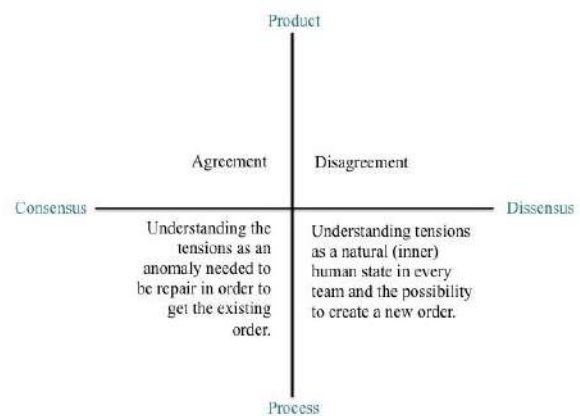 Product
Agreement
Disagreement
Consensus
Dissensus
Understanding the
tensions as an
anomaly needed to
be repair in order to
get the existing
order.
Understanding tensions
as a natural (inner)
human state in every
team and the possibility
to create a new order.
Process